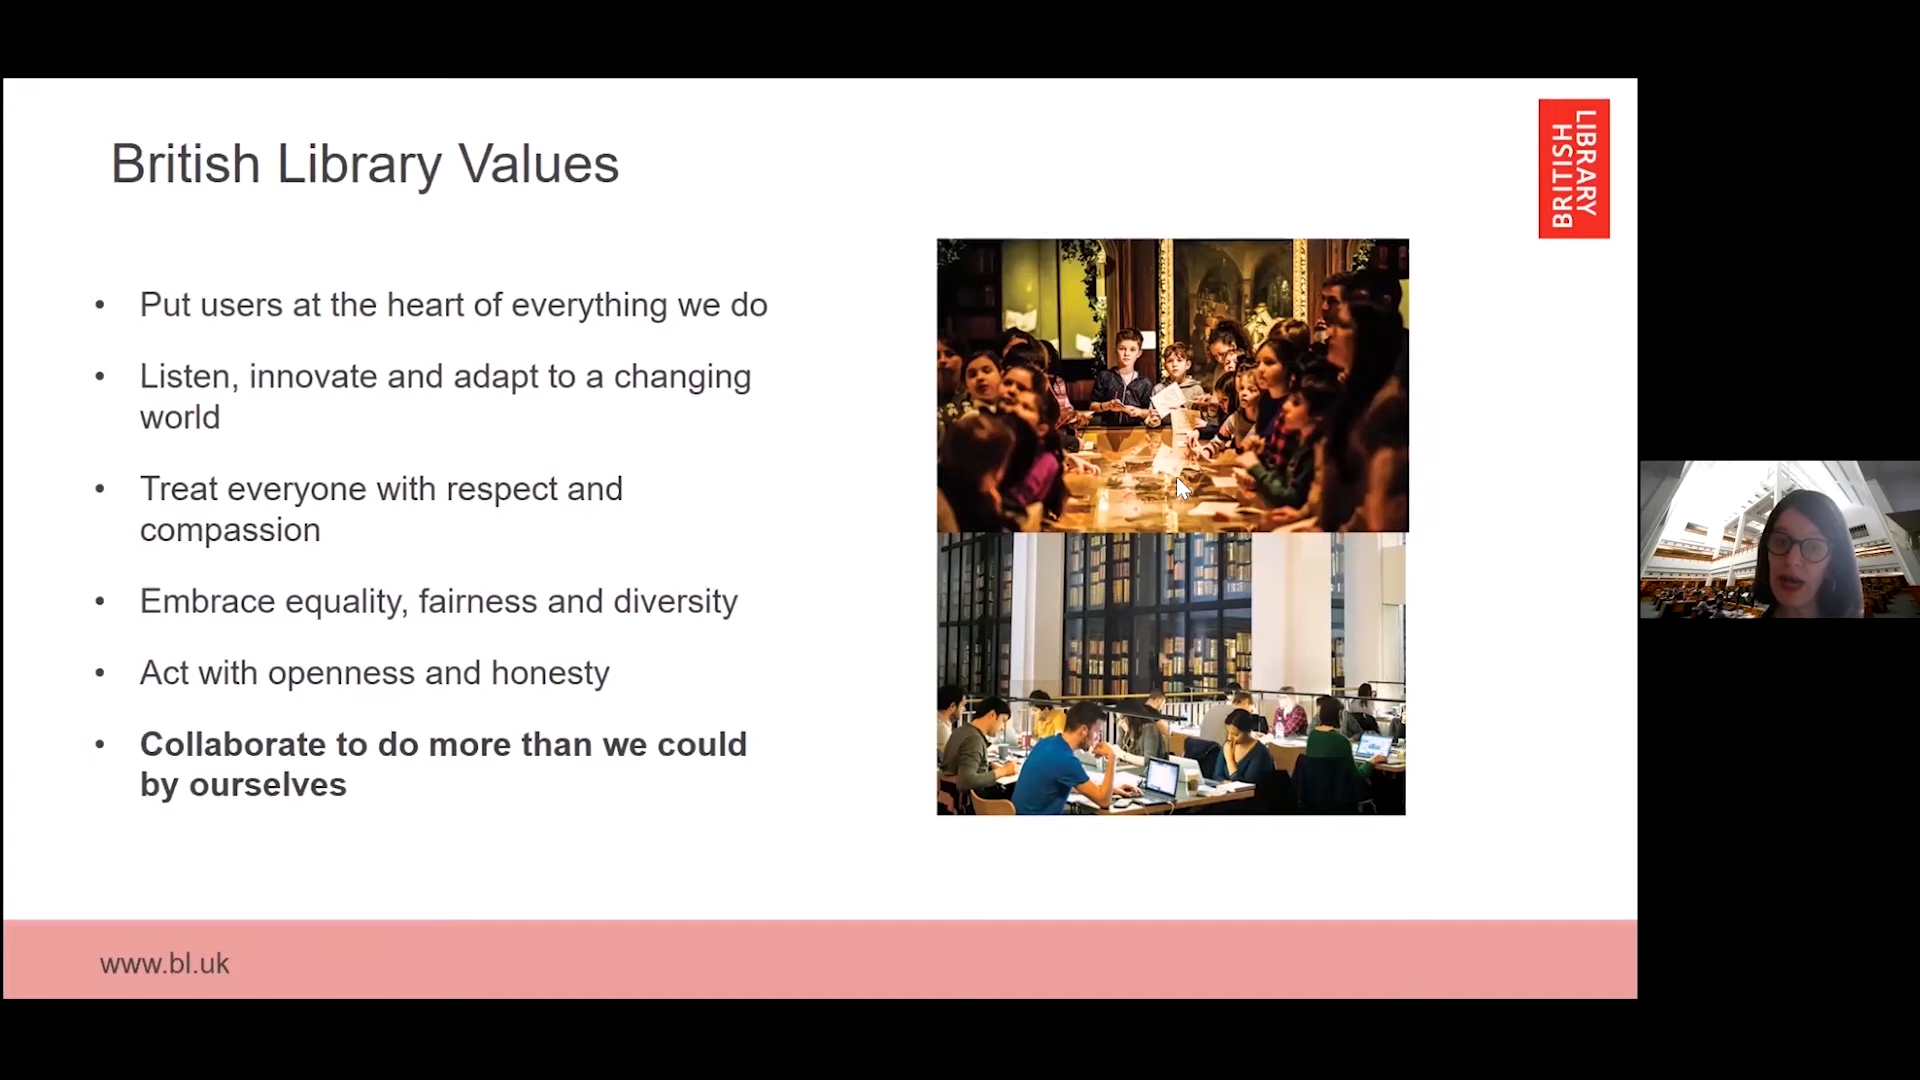 British Library Values
LIBRARY
BRITISH
• Put users at the heart of everything we do
• Listen, innovate and adapt to a changing
world
• Treat everyone with respect and
compassion
• Embrace equality, fairness and diversity
• Act with openness and honesty
• Collaborate to do more than we could
by ourselves
www.bl.uk